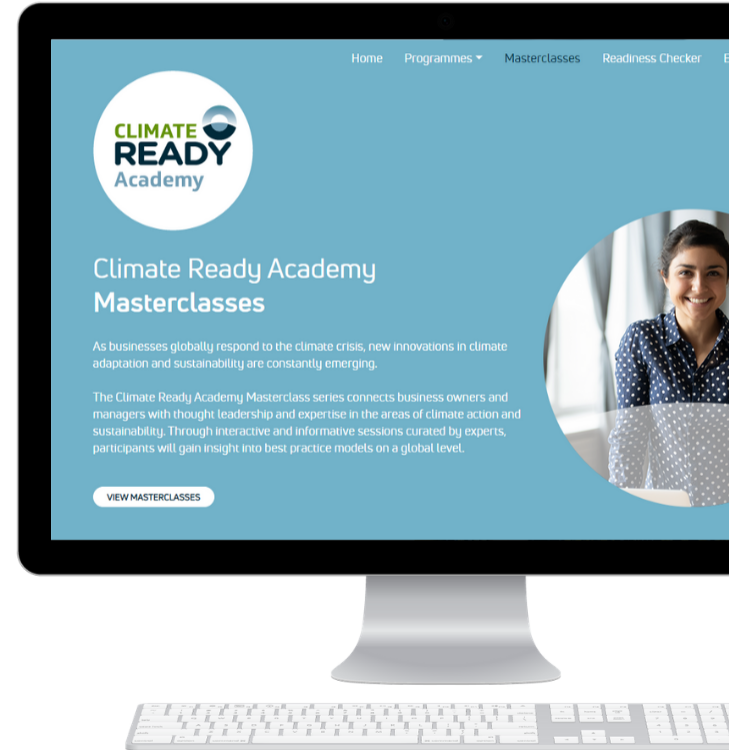 Home Programmes Masterclasses Readiness Checker E
CLIMATE
READY
Academy
Climate Ready Academy
Masterclasses
As businesses globally respond to the climate crisis, new innovations in climate
adaptation and sustainability are constantly emerging.
The Climate Ready Academy Masterclass series connects business owners and
managers with thought leadership and expertise in the areas of climate action and
sustainability. Through interactive and informative sessions curated by experts,
participants will gain insight into best practice models on a global level.
VIEW MASTERCLASSES